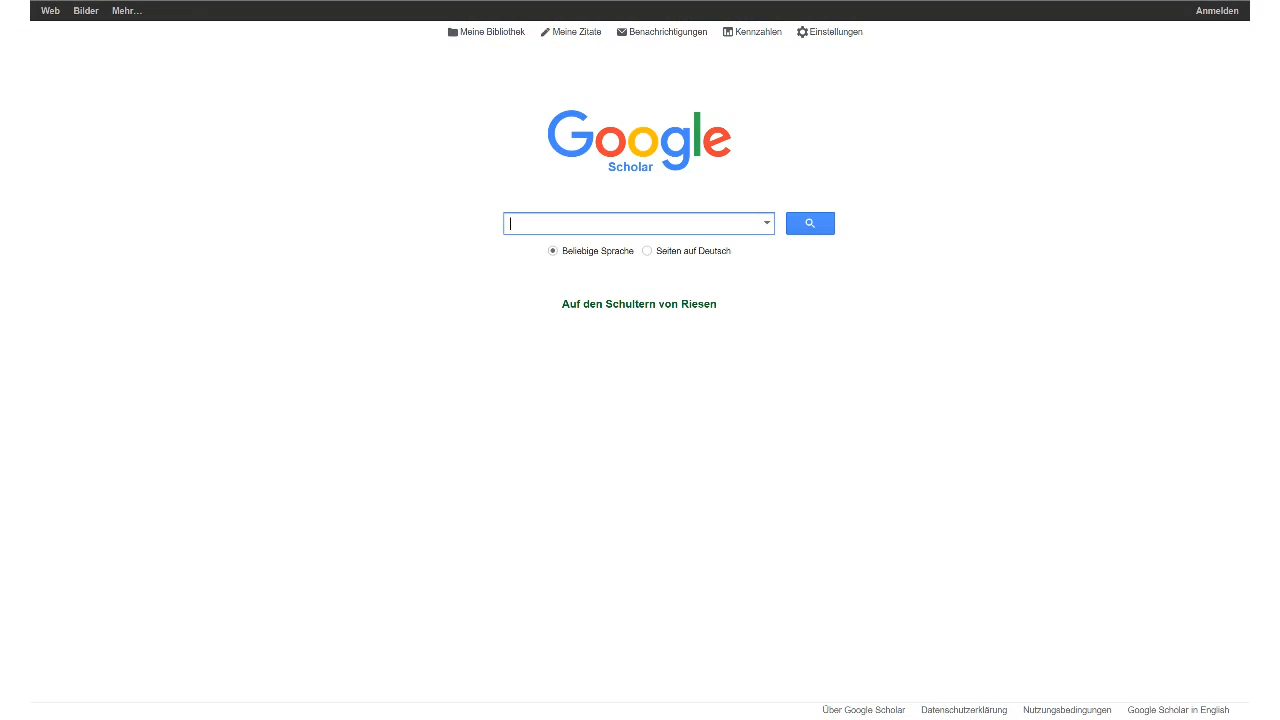 Web Bilder Mehr... Anmelden
Meine Bibliothek Meine Zitate Benachrichtigungen Kennzahlen Einstellungen
Google
Scholar
Beliebige Sprache Seiten auf Deutsch
Auf den Schultern von Riesen
Über Google Scholar Datenschutzerklärung Nutzungsbedingungen Google Scholar in English